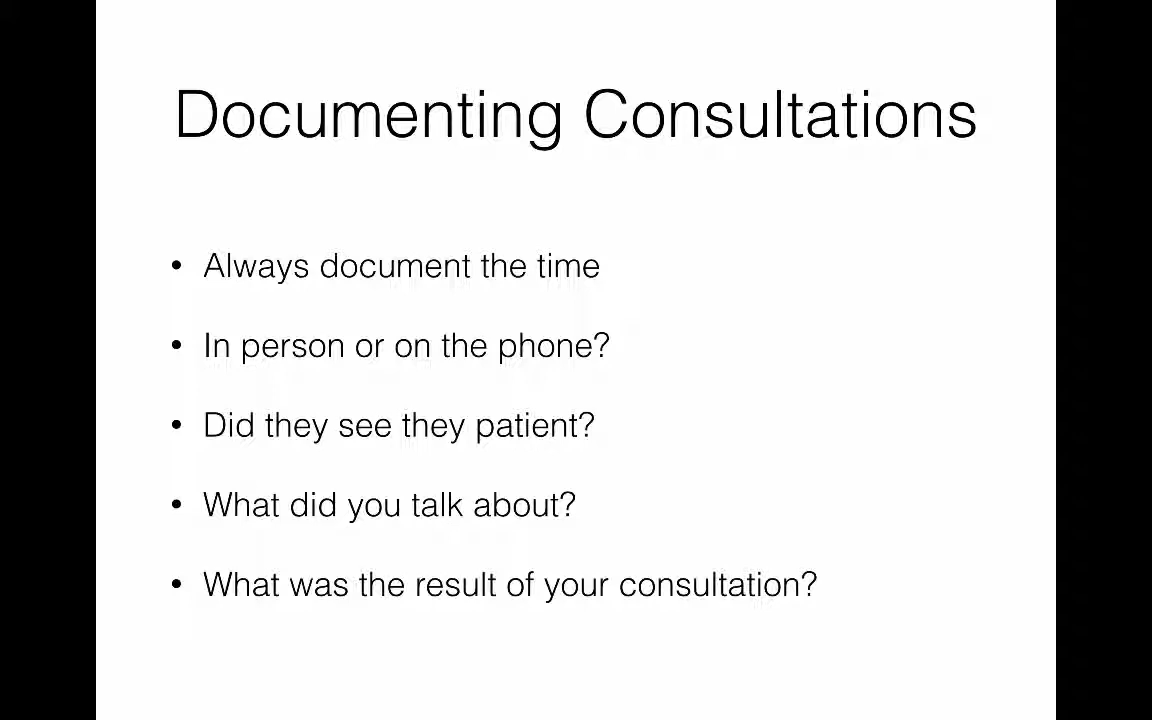 Documenting Consultations
• Always document the time
• In person or on the phone?
• Did they see they patient?
• What did you talk about?
• What was the result of your consultation?